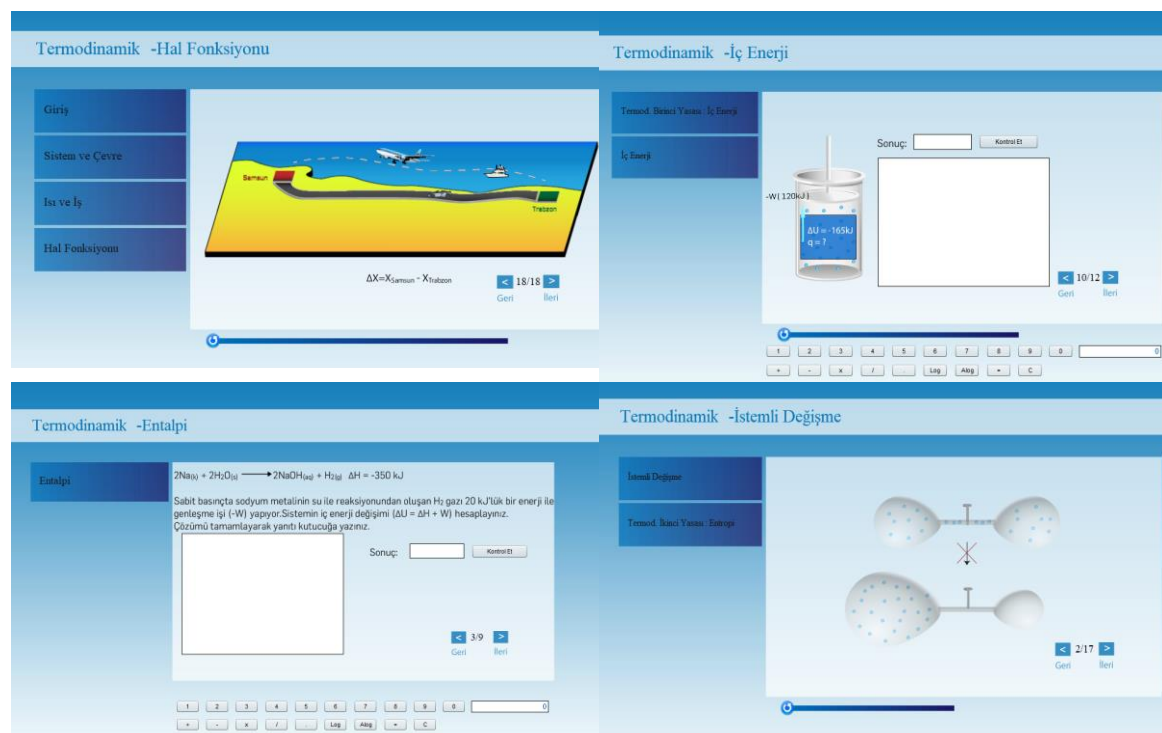 Termodinamik -Hal Fonksiyonu
Giriş
Sistem ve Çevre
Isı ve İş
Hal Fonksiyonu
Samsun
Trabzon
ΔX=XSamsun - XTrabzon
< 18/18 >
Geri İleri
Termodinamik -İç Enerji
Termod. Birinci Yasası : İç Enerji
İç Enerji
Sonuç:
Kontrol Et
-W( 120kJ )
ΔU = -165kJ
q = ?
< 10/12 >
Geri İleri
1 2 3 4 5 6 7 8 9 0 0
+ - x / . Log Alog = C
Termodinamik -Entalpi
Entalpi
2Na(k) + 2H2O(s) ⟶ 2NaOH(aq) + H2(g) ΔH = -350 kJ
Sabit basınçta sodyum metalinin su ile reaksiyonundan oluşan H2 gazı 20 kJ'lük bir enerji ile
genleşme işi (-W) yapıyor.Sistemin iç enerji değişimi (ΔU = ΔH + W) hesaplayınız.
Çözümü tamamlayarak yanıtı kutucuğa yazınız.
Sonuç:
Kontrol Et
< 3/9 >
Geri İleri
1 2 3 4 5 6 7 8 9 0 0
+ - x / . Log Alog = C
Termodinamik -İstemli Değişme
İstemli Değişme
Termod. İkinci Yasası : Entropi
< 2/17 >
Geri İleri